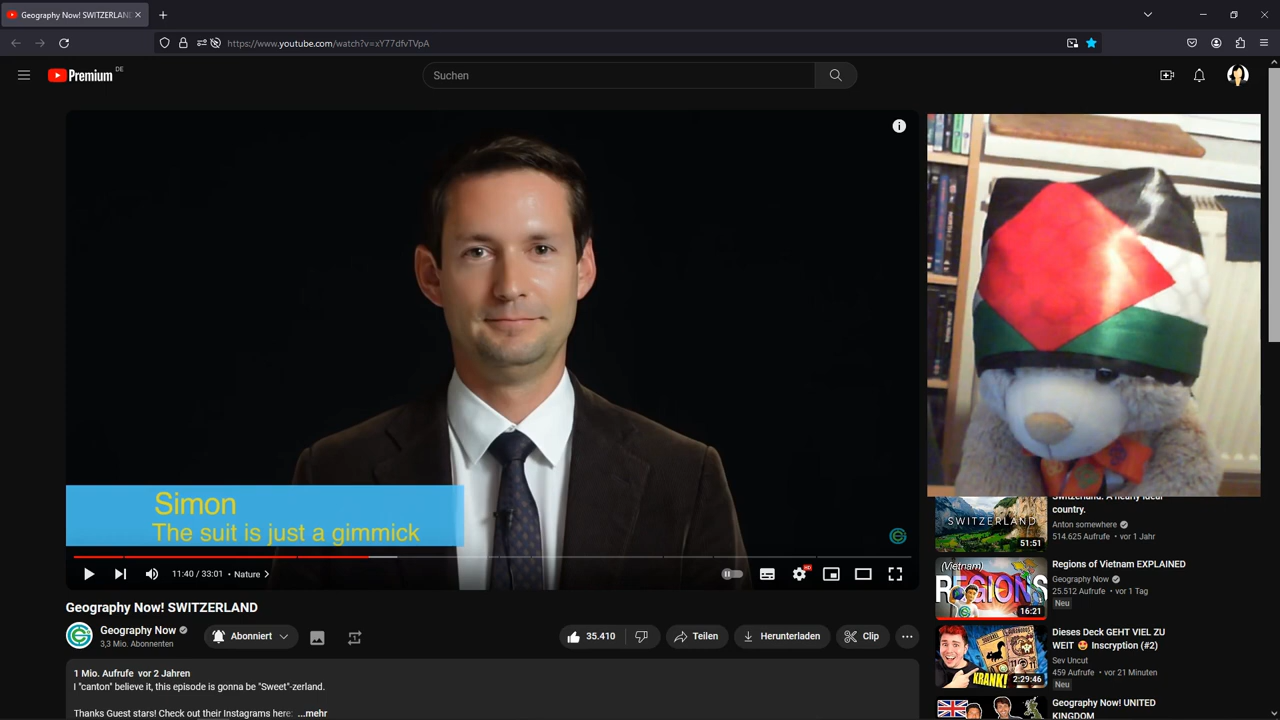 Geography Now! SWITZERLAND
https://www.youtube.com/watch?v=xY77dfvTVpA
Premium DE
Suchen
Simon
The suit is just a gimmick
11:40 / 33:01 • Nature
HD
Geography Now! SWITZERLAND
Geography Now
3,3 Mio. Abonnenten
Abonniert
35.410
Teilen
Herunterladen
Clip
1 Mio. Aufrufe vor 2 Jahren
I "canton" believe it, this episode is gonna be "Sweet"-zerland.
Thanks Guest stars! Check out their Instagrams here: ...mehr
SWITZERLAND
51:51
Switzerland: A nearly ideal
country.
Anton somewhere
514.625 Aufrufe • vor 1 Jahr
(Vietnam)
REGIONS
16:21
Regions of Vietnam EXPLAINED
Geography Now
25.512 Aufrufe • vor 1 Tag
Neu
SQUIRREL
KRANK!
2:29:46
Dieses Deck GEHT VIEL ZU
WEIT 🤩 Inscryption (#2)
Sev Uncut
459 Aufrufe • vor 21 Minuten
Neu
Geography Now! UNITED
KINGDOM